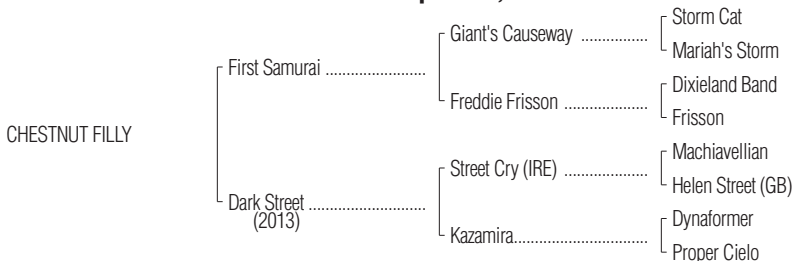 Storm Cat
Giant's Causeway ................
Mariah's Storm
First Samurai ........................
Dixieland Band
Freddie Frisson ....................
Frisson
CHESTNUT FILLY
Machiavellian
Street Cry (IRE) ...................
Helen Street (GB)
Dark Street ...........................
(2013)
Dynaformer
Kazamira..............................
Proper Cielo